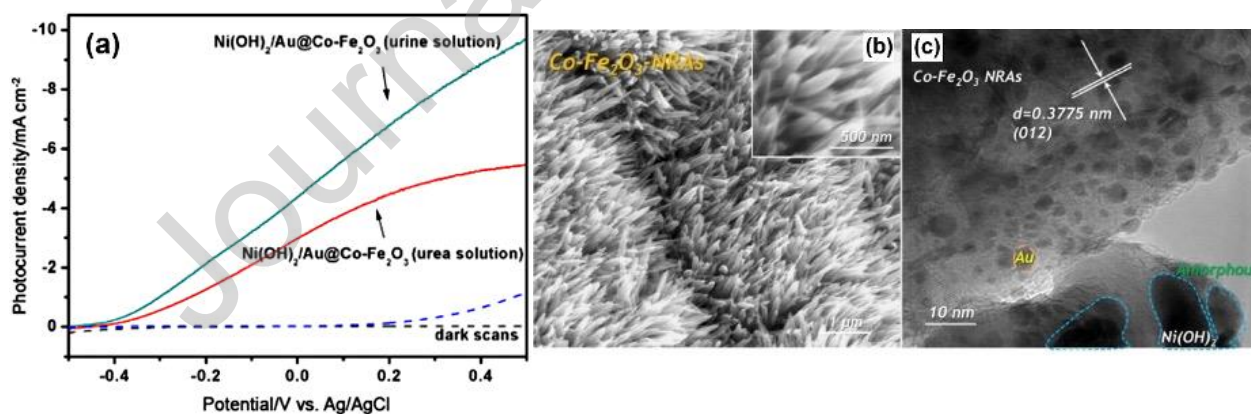 Journa
(a)
-10
-8
-6
-4
-2
0
Photocurrent density/mA cm⁻²
Ni(OH)₂/Au@Co-Fe₂O₃ (urine solution)
Ni(OH)₂/Au@Co-Fe₂O₃ (urea solution)
dark scans
-0.4
-0.2
0.0
0.2
0.4
Potential/V vs. Ag/AgCl
(b)
Co-Fe₂O₃-NRAs
500 nm
1 μm
(c)
Co-Fe₂O₃ NRAs
d=0.3775 nm
(012)
Au
Amorphou
10 nm
Ni(OH)₂